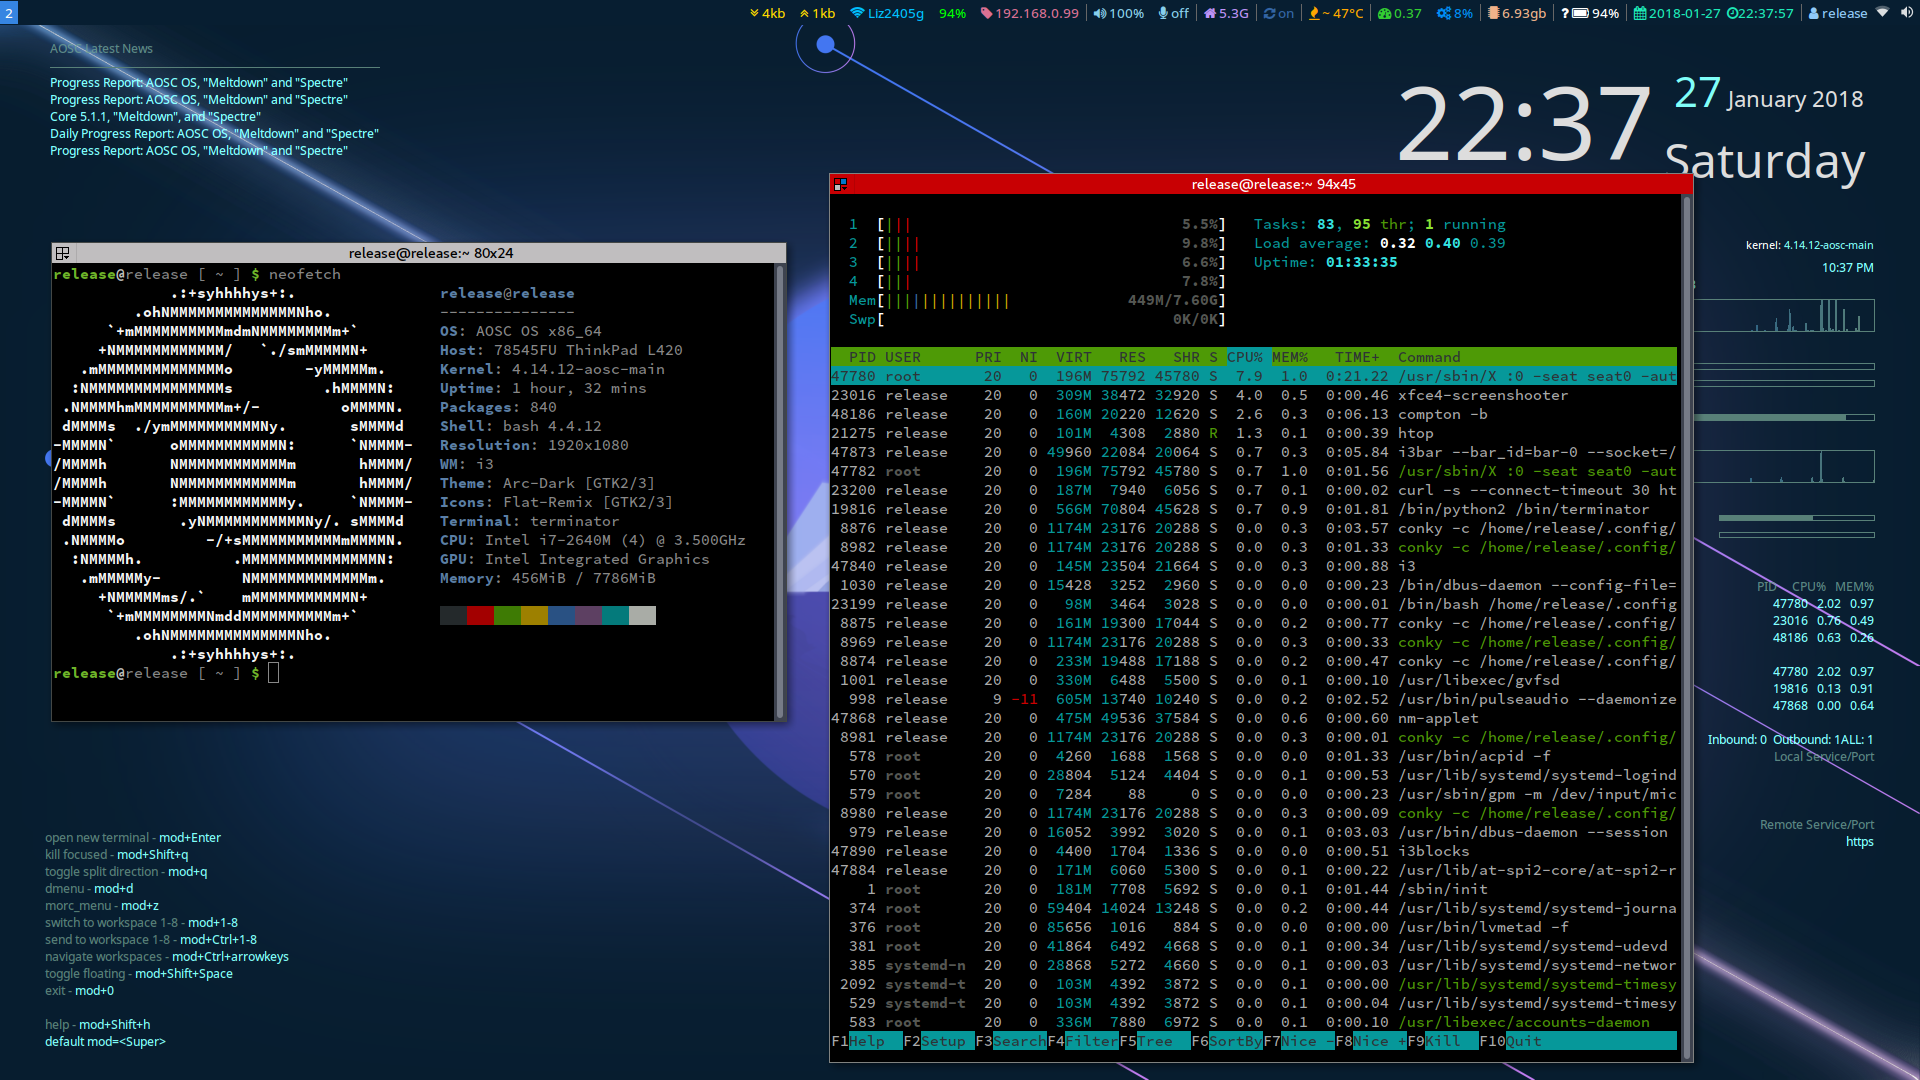 2 4kb 1kb Liz2405g 94% 192.168.0.99 100% off 5.3G on ~ 47°C 0.37 8% 6.93gb ? 94% 2018-01-27 22:37:57 release
AOSC Latest News
Progress Report: AOSC OS, "Meltdown" and "Spectre"
Progress Report: AOSC OS, "Meltdown" and "Spectre"
Core 5.1.1, "Meltdown", and "Spectre"
Daily Progress Report: AOSC OS, "Meltdown" and "Spectre"
Progress Report: AOSC OS, "Meltdown" and "Spectre"
22:37 27 January 2018
Saturday
release@release:~ 80x24
release@release [ ~ ] $ neofetch
.:+syhhhhys+:.
.ohNMMMMMMMMMMMMMMNho.
`+mMMMMMMMMMMmdmNMMMMMMMMm+`
+NMMMMMMMMMMMM/   `./smMMMMMN+
.mMMMMMMMMMMMMo        -yMMMMMm.
:NMMMMMMMMMMMMs          .hMMMMN:
.NMMMMhmMMMMMMMMMm+/-         oMMMMN.
dMMMMs  ./ymMMMMMMMMMMNy.       sMMMMd
-MMMMN`      oMMMMMMMMMMMN:      `NMMMM-
/MMMMh       NMMMMMMMMMMMMm       hMMMM/
/MMMMh       NMMMMMMMMMMMMm       hMMMM/
-MMMMN`      :MMMMMMMMMMMMy.     `NMMMM-
dMMMMs       .yNMMMMMMMMMMMNy/. sMMMMd
.NMMMMo         -/+sMMMMMMMMMMMmMMMMN.
:NMMMMh.          .MMMMMMMMMMMMMMMN:
.mMMMMMy-         NMMMMMMMMMMMMMm.
+NMMMMMms/.`    mMMMMMMMMMMMN+
`+mMMMMMMMMNmddMMMMMMMMMMm+`
.ohNMMMMMMMMMMMMMMNho.
.:+syhhhhys+:.
release@release
---------------
OS: AOSC OS x86_64
Host: 78545FU ThinkPad L420
Kernel: 4.14.12-aosc-main
Uptime: 1 hour, 32 mins
Packages: 840
Shell: bash 4.4.12
Resolution: 1920x1080
WM: i3
Theme: Arc-Dark [GTK2/3]
Icons: Flat-Remix [GTK2/3]
Terminal: terminator
CPU: Intel i7-2640M (4) @ 3.500GHz
GPU: Intel Integrated Graphics
Memory: 456MiB / 7786MiB
release@release [ ~ ] $
open new terminal - mod+Enter
kill focused - mod+Shift+q
toggle split direction - mod+q
dmenu - mod+d
morc_menu - mod+z
switch to workspace 1-8 - mod+1-8
send to workspace 1-8 - mod+Ctrl+1-8
navigate workspaces - mod+Ctrl+arrowkeys
toggle floating - mod+Shift+Space
exit - mod+0
help - mod+Shift+h
default mod=<Super>
release@release:~ 94x45
1 [||| 5.5%] Tasks: 83, 95 thr; 1 running
2 [|||| 9.8%] Load average: 0.32 0.40 0.39
3 [|||| 6.6%] Uptime: 01:33:35
4 [||| 7.8%]
Mem[|||||||||||||| 449M/7.60G]
Swp[ 0K/0K]
PID USER PRI NI VIRT RES SHR S CPU% MEM% TIME+ Command
47780 root 20 0 196M 75792 45780 S 7.9 1.0 0:21.22 /usr/sbin/X :0 -seat seat0 -aut
23016 release 20 0 309M 38472 32920 S 4.0 0.5 0:00.46 xfce4-screenshooter
48186 release 20 0 160M 20220 12620 S 2.6 0.3 0:06.13 compton -b
21275 release 20 0 101M 4308 2880 R 1.3 0.1 0:00.39 htop
47873 release 20 0 49960 22084 20064 S 0.7 0.3 0:05.84 i3bar --bar_id=bar-0 --socket=/
47782 root 20 0 196M 75792 45780 S 0.7 1.0 0:01.56 /usr/sbin/X :0 -seat seat0 -aut
23200 release 20 0 187M 7940 6056 S 0.7 0.1 0:00.02 curl -s --connect-timeout 30 ht
19816 release 20 0 566M 70804 45628 S 0.7 0.9 0:01.81 /bin/python2 /bin/terminator
8876 release 20 0 1174M 23176 20288 S 0.0 0.3 0:03.57 conky -c /home/release/.config/
8982 release 20 0 1174M 23176 20288 S 0.0 0.3 0:01.33 conky -c /home/release/.config/
47840 release 20 0 145M 23504 21664 S 0.0 0.3 0:00.88 i3
1030 release 20 0 15428 3252 2960 S 0.0 0.0 0:00.23 /bin/dbus-daemon --config-file=
23199 release 20 0 98M 3464 3028 S 0.0 0.0 0:00.01 /bin/bash /home/release/.config
8875 release 20 0 161M 19300 17044 S 0.0 0.2 0:00.77 conky -c /home/release/.config/
8969 release 20 0 1174M 23176 20288 S 0.0 0.3 0:00.33 conky -c /home/release/.config/
8874 release 20 0 233M 19488 17188 S 0.0 0.2 0:00.47 conky -c /home/release/.config/
1001 release 20 0 330M 6488 5500 S 0.0 0.1 0:00.10 /usr/libexec/gvfsd
998 release 9 -11 605M 13740 10240 S 0.0 0.2 0:02.52 /usr/bin/pulseaudio --daemonize
47868 release 20 0 475M 49536 37584 S 0.0 0.6 0:00.60 nm-applet
8981 release 20 0 1174M 23176 20288 S 0.0 0.3 0:00.01 conky -c /home/release/.config/
578 root 20 0 4260 1688 1568 S 0.0 0.0 0:01.33 /usr/bin/acpid -f
570 root 20 0 28804 5124 4404 S 0.0 0.1 0:00.53 /usr/lib/systemd/systemd-logind
579 root 20 0 7284 88 0 S 0.0 0.0 0:00.23 /usr/sbin/gpm -m /dev/input/mic
8980 release 20 0 1174M 23176 20288 S 0.0 0.3 0:00.09 conky -c /home/release/.config/
979 release 20 0 16052 3992 3020 S 0.0 0.1 0:03.03 /usr/bin/dbus-daemon --session
47890 release 20 0 4400 1704 1336 S 0.0 0.0 0:00.51 i3blocks
47884 release 20 0 171M 6060 5300 S 0.0 0.1 0:00.22 /usr/lib/at-spi2-core/at-spi2-r
1 root 20 0 181M 7708 5692 S 0.0 0.1 0:01.44 /sbin/init
374 root 20 0 59404 14024 13248 S 0.0 0.2 0:00.44 /usr/lib/systemd/systemd-journa
376 root 20 0 85656 1016 884 S 0.0 0.0 0:00.00 /usr/bin/lvmetad -f
381 root 20 0 41864 6492 4668 S 0.0 0.1 0:00.34 /usr/lib/systemd/systemd-udevd
385 systemd-n 20 0 28868 5272 4660 S 0.0 0.1 0:00.03 /usr/lib/systemd/systemd-networ
2092 systemd-t 20 0 103M 4392 3872 S 0.0 0.1 0:00.00 /usr/lib/systemd/systemd-timesy
529 systemd-t 20 0 103M 4392 3872 S 0.0 0.1 0:00.04 /usr/lib/systemd/systemd-timesy
583 root 20 0 336M 7880 6972 S 0.0 0.1 0:00.10 /usr/libexec/accounts-daemon
F1Help F2Setup F3SearchF4FilterF5Tree F6SortByF7Nice -F8Nice +F9Kill F10Quit
kernel: 4.14.12-aosc-main
10:37 PM
PID CPU% MEM%
47780 2.02 0.97
23016 0.76 0.49
48186 0.63 0.26
47780 2.02 0.97
19816 0.13 0.91
47868 0.00 0.64
Inbound: 0 Outbound: 1ALL: 1
Local Service/Port
Remote Service/Port
https